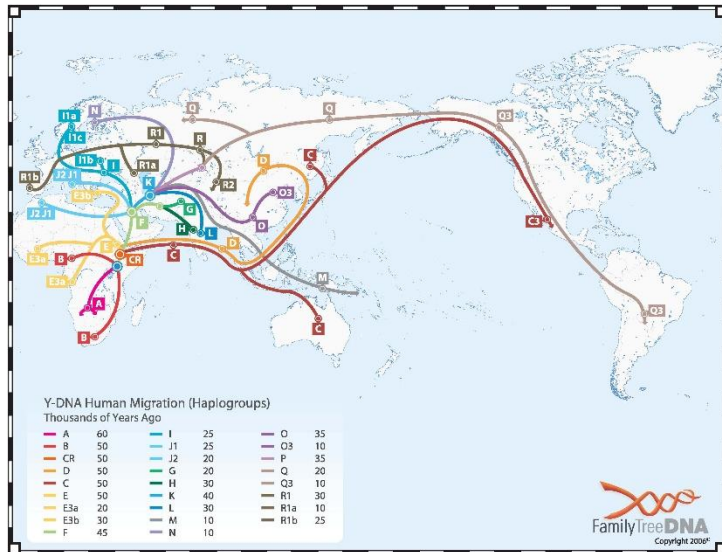 I1a
N
Q
Q
Q3
I1c
R1
R
D
C
I1b
I
R1a
R1b
J2 J1
K
R2
E3b
O3
J2 J1
F
G
O
C3
H
L
E
D
E3a
B
CR
C
E3a
M
A
Q3
C
B
Y-DNA Human Migration (Haplogroups)
Thousands of Years Ago
A 60 I 25 O 35
B 50 J1 25 O3 10
CR 50 J2 20 P 35
D 50 G 20 Q 20
C 50 H 30 Q3 10
E 50 K 40 R1 30
E3a 20 L 30 R1a 10
E3b 30 M 10 R1b 25
F 45 N 10
FamilyTreeDNA
Copyright 2006©